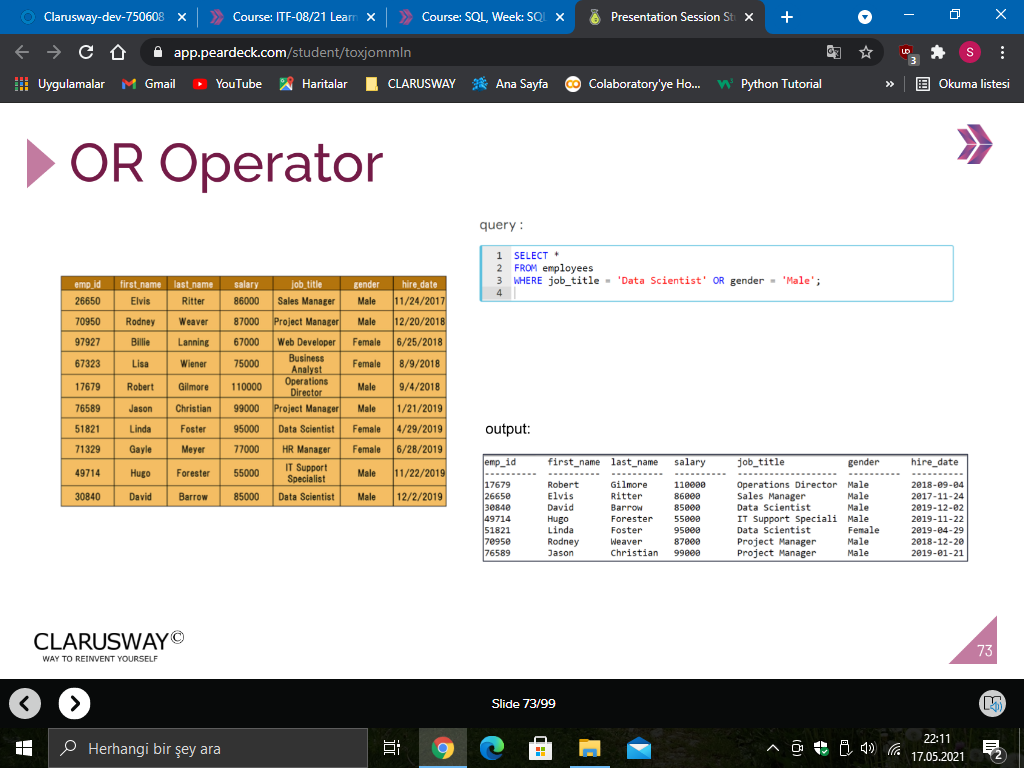 Clarusway-dev-750608
Course: ITF-08/21 Learn
Course: SQL, Week: SQL
Presentation Session St
app.peardeck.com/student/toxjommln
UD
3
S
Uygulamalar
Gmail
YouTube
Haritalar
CLARUSWAY
Ana Sayfa
Colaboratory'ye Ho...
Python Tutorial
»
Okuma listesi
OR Operator
query :
1 SELECT *
2 FROM employees
3 WHERE job_title = 'Data Scientist' OR gender = 'Male';
4
emp_id first_name last_name salary job_title gender hire_date
26650 Elvis Ritter 86000 Sales Manager Male 11/24/2017
70950 Rodney Weaver 87000 Project Manager Male 12/20/2018
97927 Billie Lanning 67000 Web Developer Female 6/25/2018
67323 Lisa Wiener 75000 Business Analyst Female 8/9/2018
17679 Robert Gilmore 110000 Operations Director Male 9/4/2018
76589 Jason Christian 99000 Project Manager Male 1/21/2019
51821 Linda Foster 95000 Data Scientist Female 4/29/2019
71329 Gayle Meyer 77000 HR Manager Female 6/28/2019
49714 Hugo Forester 55000 IT Support Specialist Male 11/22/2019
30840 David Barrow 85000 Data Scientist Male 12/2/2019
output:
emp_id first_name last_name salary job_title gender hire_date
---------- ---------- ---------- ---------- ------------------- ---------- ----------
17679 Robert Gilmore 110000 Operations Director Male 2018-09-04
26650 Elvis Ritter 86000 Sales Manager Male 2017-11-24
30840 David Barrow 85000 Data Scientist Male 2019-12-02
49714 Hugo Forester 55000 IT Support Speciali Male 2019-11-22
51821 Linda Foster 95000 Data Scientist Female 2019-04-29
70950 Rodney Weaver 87000 Project Manager Male 2018-12-20
76589 Jason Christian 99000 Project Manager Male 2019-01-21
CLARUSWAY©
WAY TO REINVENT YOURSELF
73
Slide 73/99
Herhangi bir şey ara
22:11
17.05.2021
2